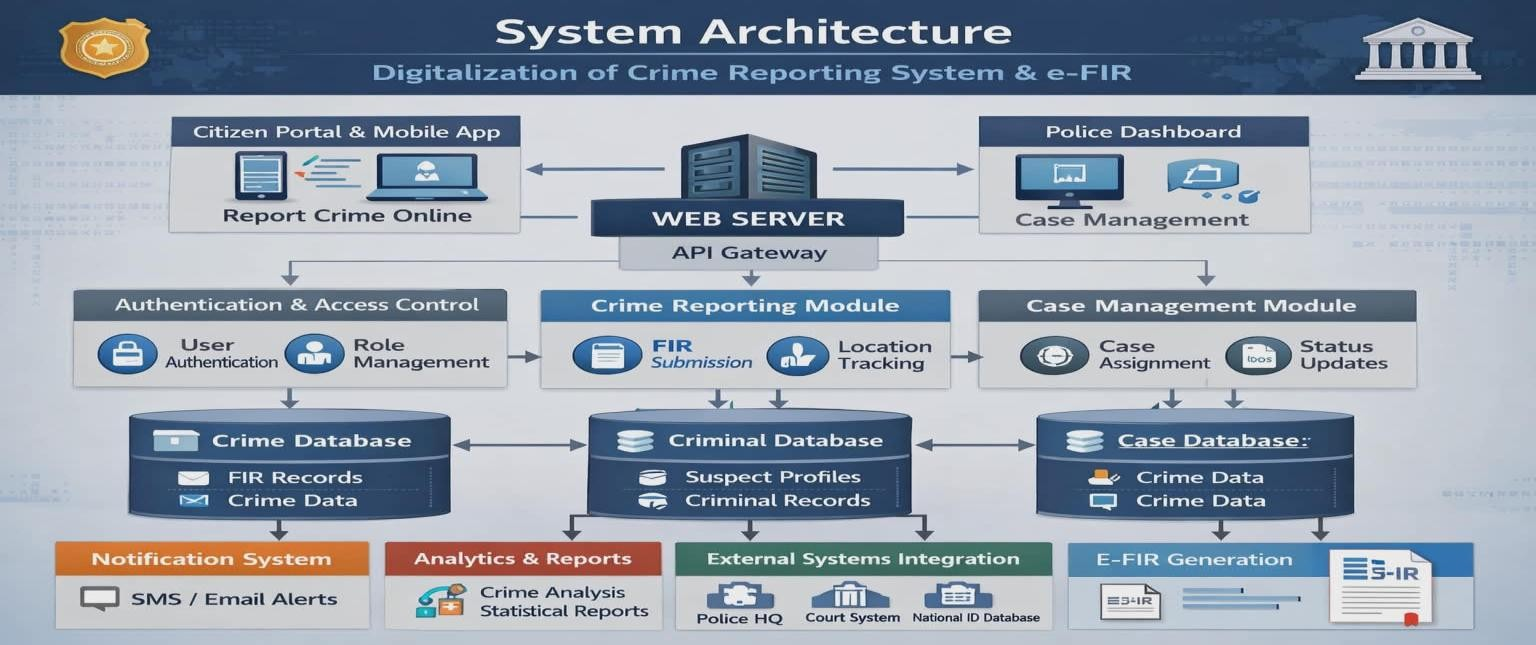 System Architecture
Digitalization of Crime Reporting System & e-FIR
Citizen Portal & Mobile App
Report Crime Online
WEB SERVER
API Gateway
Police Dashboard
Case Management
Authentication & Access Control
User
Authentication
Role
Management
Crime Reporting Module
FIR
Submission
Location
Tracking
Case Management Module
Case
Assignment
Status
Updates
Crime Database
FIR Records
Crime Data
Criminal Database
Suspect Profiles
Criminal Records
Case Database:
Crime Data
Crime Data
Notification System
SMS / Email Alerts
Analytics & Reports
Crime Analysis
Statistical Reports
External Systems Integration
Police HQ
Court System
National ID Database
E-FIR Generation